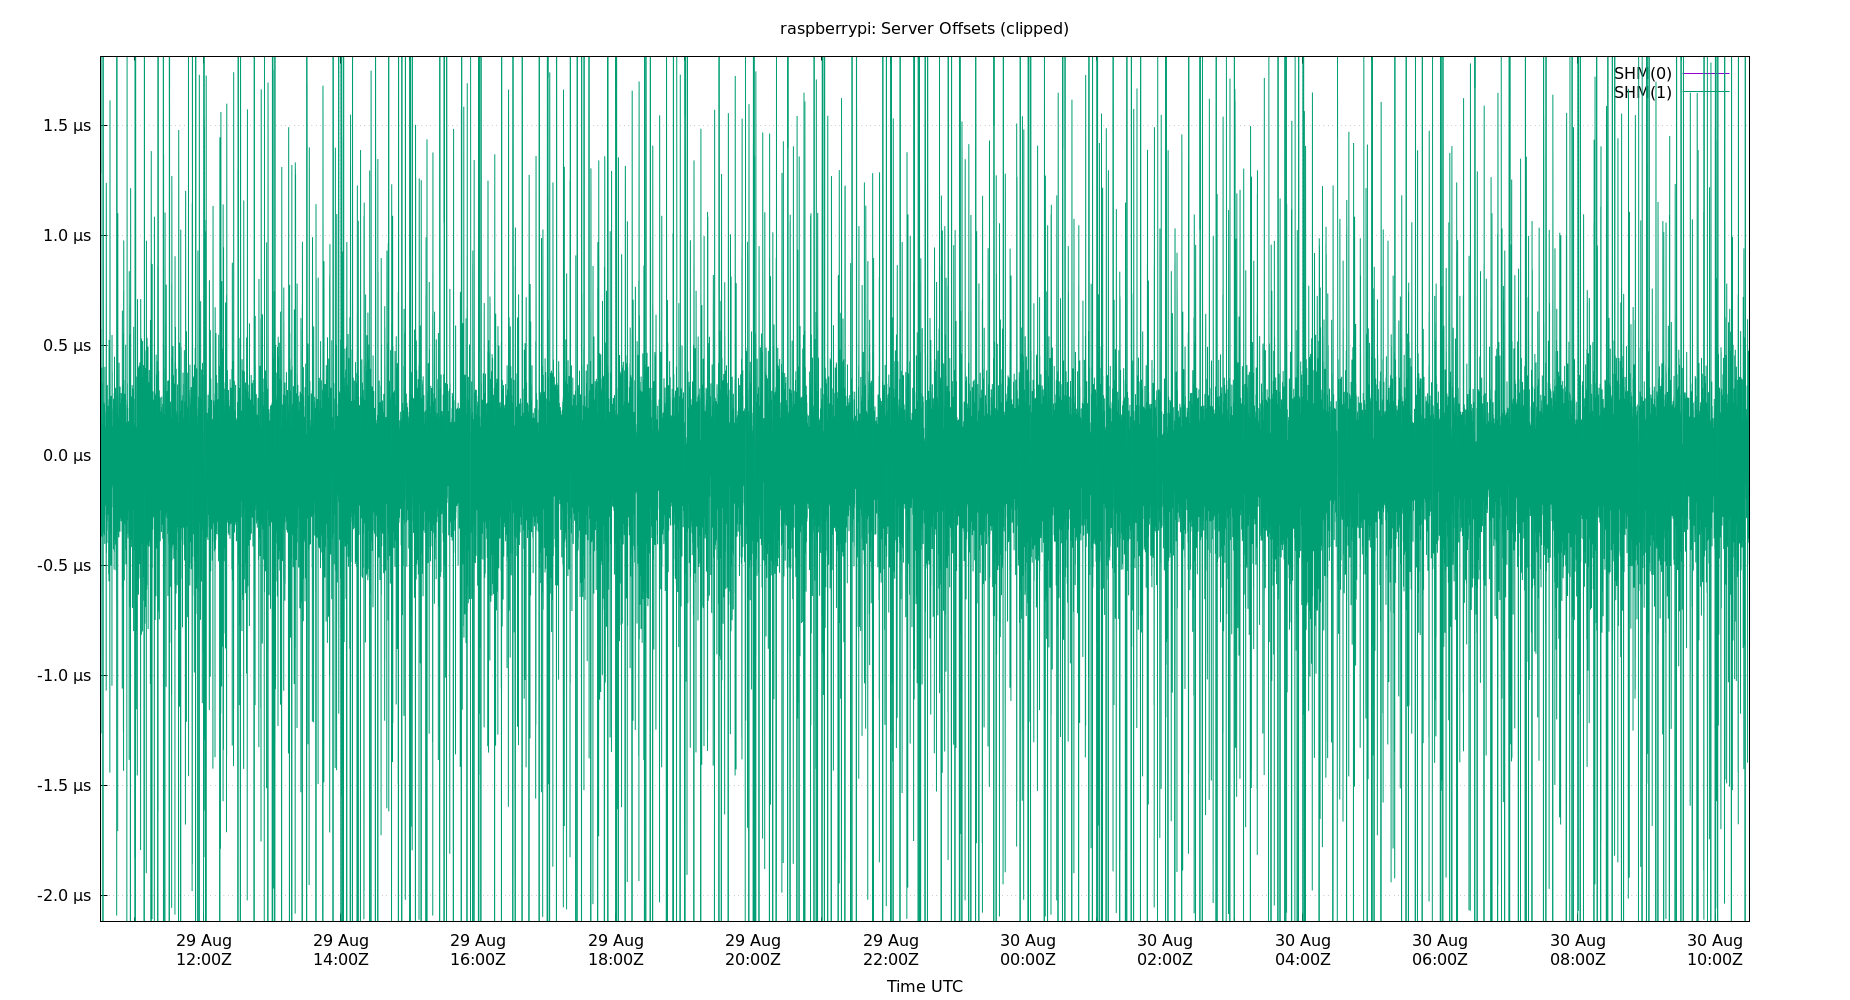 raspberrypi: Server Offsets (clipped)
SHM(0)
SHM(1)
1.5 µs
1.0 µs
0.5 µs
0.0 µs
-0.5 µs
-1.0 µs
-1.5 µs
-2.0 µs
29 Aug 29 Aug 29 Aug 29 Aug 29 Aug 29 Aug 30 Aug 30 Aug 30 Aug 30 Aug 30 Aug 30 Aug
12:00Z 14:00Z 16:00Z 18:00Z 20:00Z 22:00Z 00:00Z 02:00Z 04:00Z 06:00Z 08:00Z 10:00Z
Time UTC